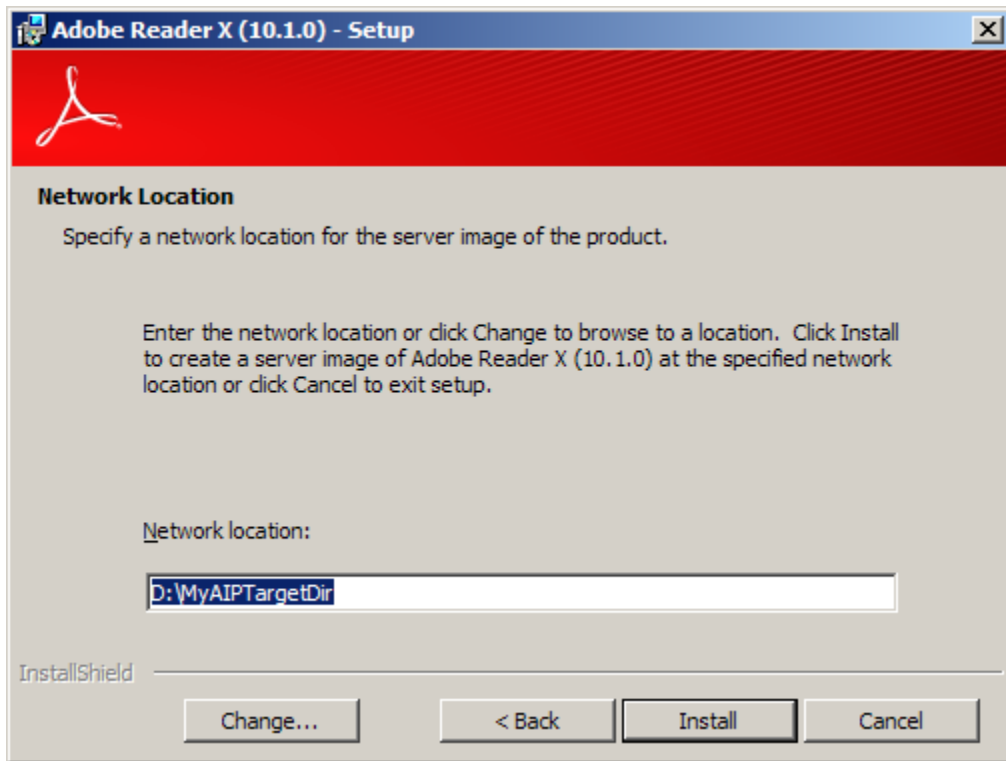 Adobe Reader X (10.1.0) - Setup
Network Location
Specify a network location for the server image of the product.
Enter the network location or click Change to browse to a location.  Click Install
to create a server image of Adobe Reader X (10.1.0) at the specified network
location or click Cancel to exit setup.
Network location:
D:\MyAIPTargetDir
InstallShield
Change...
< Back
Install
Cancel